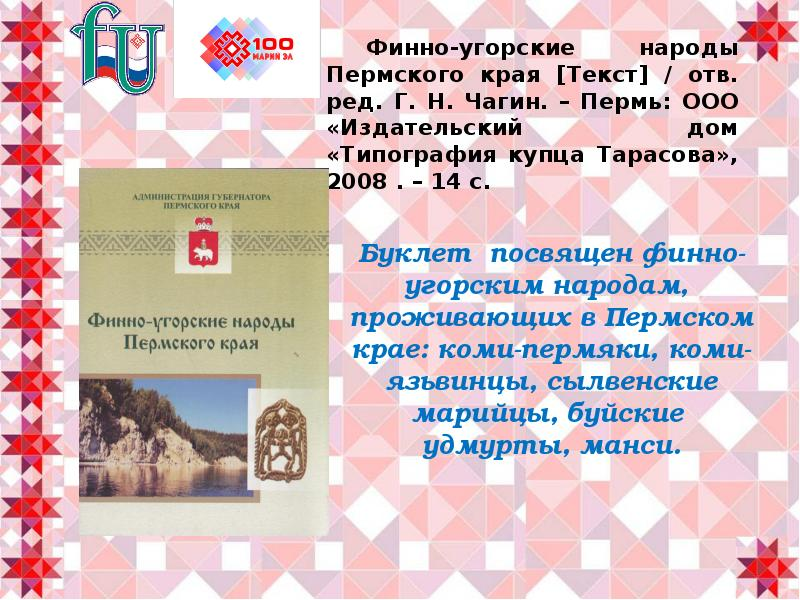 fu
100
МАРИЙ ЭЛ
Финно-угорские народы
Пермского края [Текст] / отв.
ред. Г. Н. Чагин. – Пермь: ООО
«Издательский дом
«Типография купца Тарасова»,
2008 . – 14 с.
АДМИНИСТРАЦИЯ ГУБЕРНАТОРА
ПЕРМСКОГО КРАЯ
Финно-угорские народы
Пермского края
Буклет посвящен финно-
угорским народам,
проживающих в Пермском
крае: коми-пермяки, коми-
язьвинцы, сылвенские
марийцы, буйские
удмурты, манси.